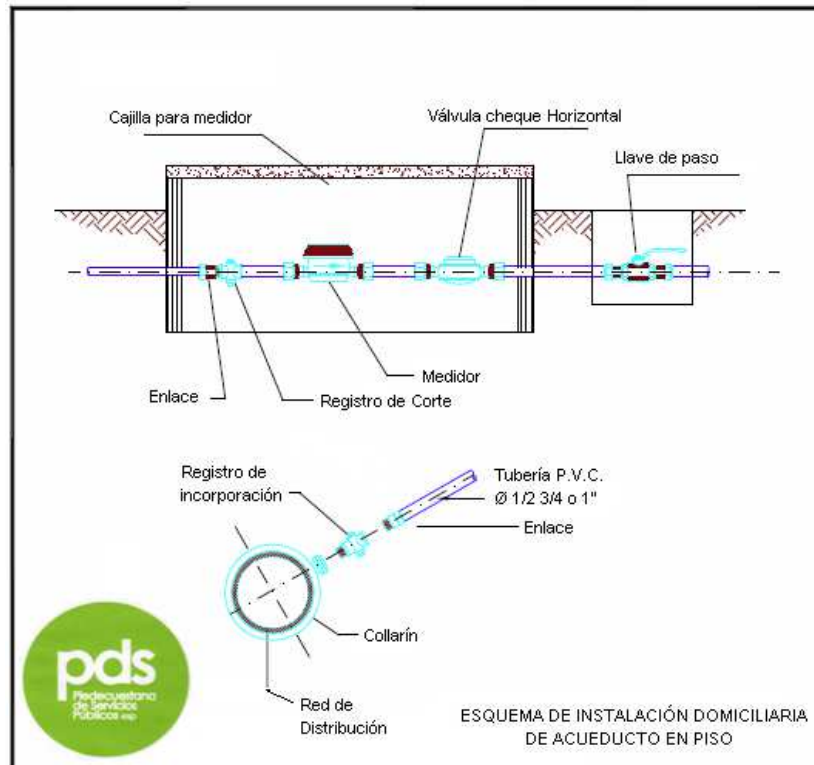 Cajilla para medidor
Válvula cheque Horizontal
Llave de paso
Enlace
Registro de Corte
Medidor
Registro de
incorporación
Tubería P.V.C.
Ø 1/2 3/4 o 1"
Enlace
Collarín
Red de
Distribución
pds
Piedecuestana
de Servicios
Públicos esp
ESQUEMA DE INSTALACIÓN DOMICILIARIA
DE ACUEDUCTO EN PISO